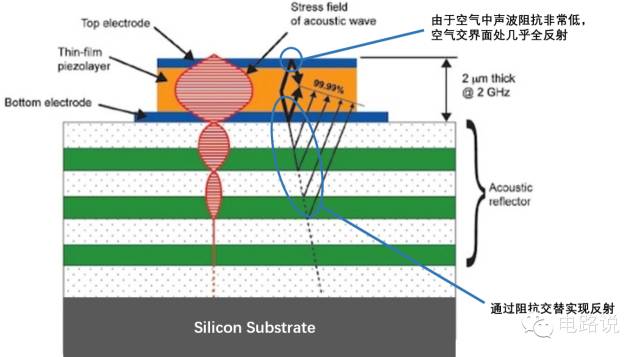 Top electrode
Stress field
of acoustic wave
由于空气中声波阻抗非常低，
空气交界面处几乎全反射
Thin-film
piezolayer
99.99%
2 μm thick
@ 2 GHz
Bottom electrode
Acoustic
reflector
通过阻抗交替实现反射
Silicon Substrate
电路说